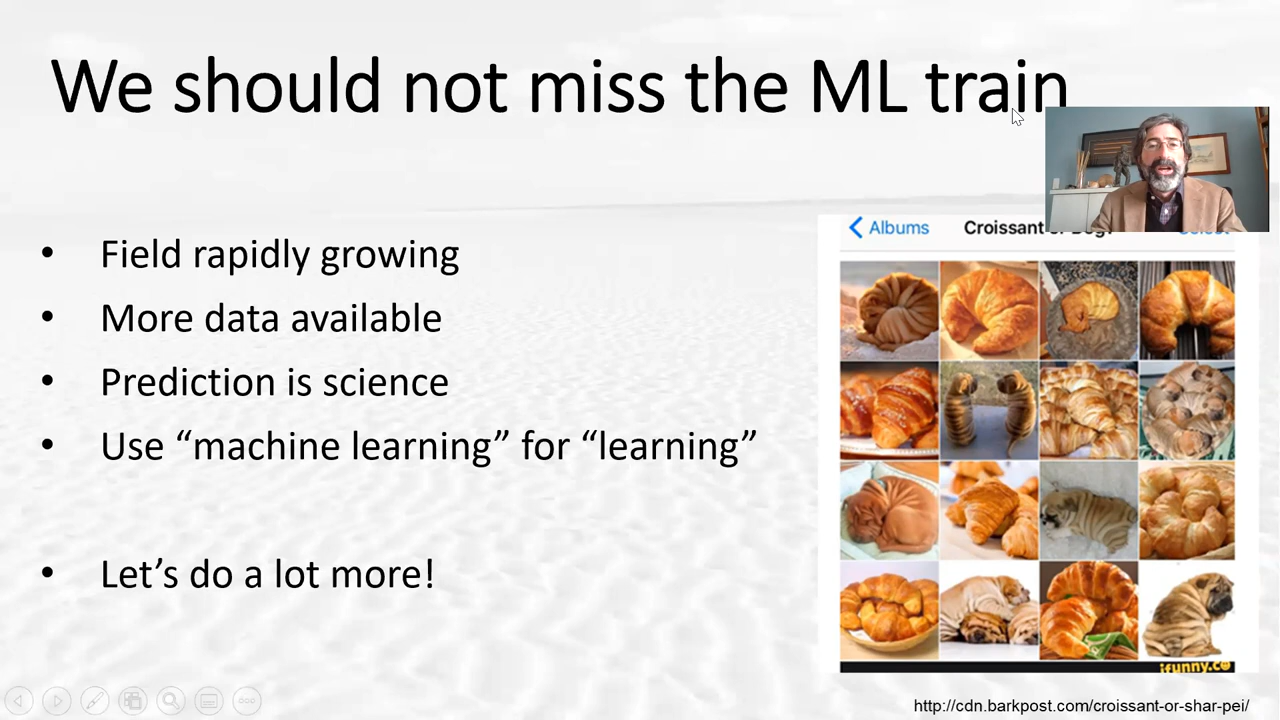 We should not miss the ML train
• Field rapidly growing
• More data available
• Prediction is science
• Use “machine learning” for “learning”
• Let’s do a lot more!
Albums Croissant or Dog? Select
ifunny.co
http://cdn.barkpost.com/croissant-or-shar-pei/